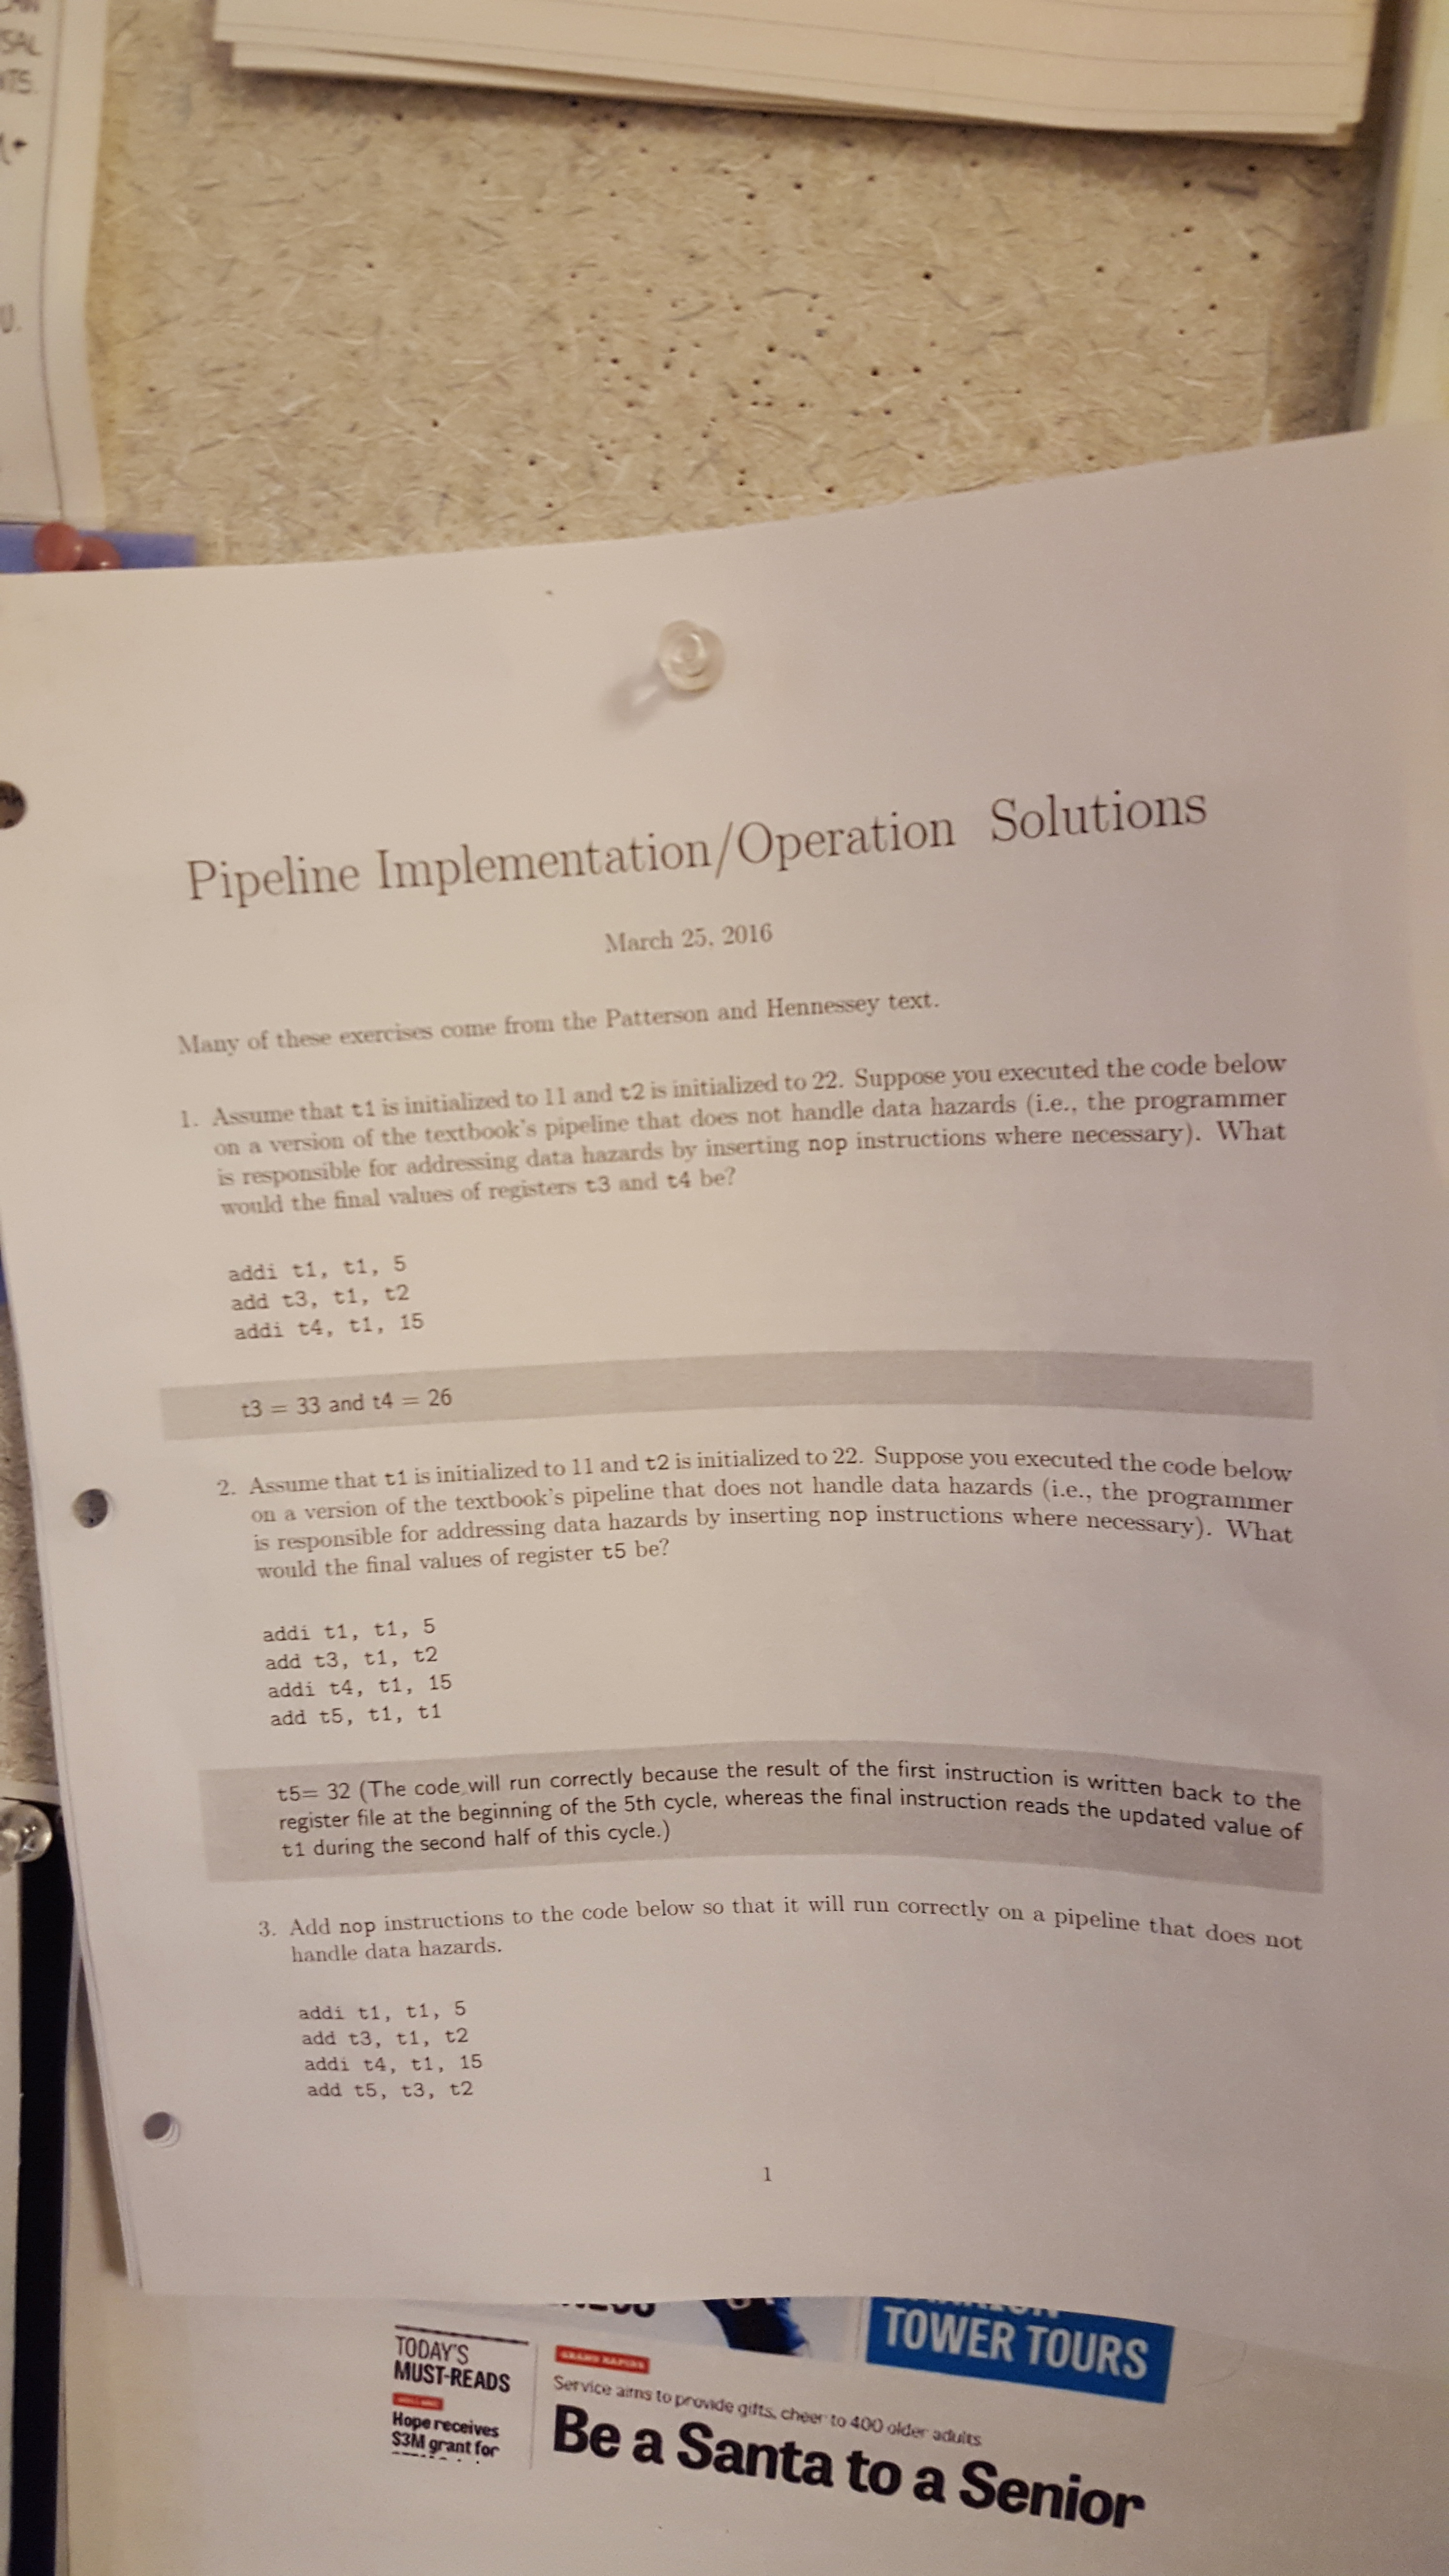 SAL
U.
Pipeline Implementation/Operation Solutions
March 25, 2016
Many of these exercises come from the Patterson and Hennessey text.
1. Assume that t1 is initialized to 11 and t2 is initialized to 22. Suppose you executed the code below
on a version of the textbook's pipeline that does not handle data hazards (i.e., the programmer
is responsible for addressing data hazards by inserting nop instructions where necessary). What
would the final values of registers t3 and t4 be?
addi t1, t1, 5
add t3, t1, t2
addi t4, t1, 15
t3 = 33 and t4 = 26
2. Assume that t1 is initialized to 11 and t2 is initialized to 22. Suppose you executed the code below
on a version of the textbook's pipeline that does not handle data hazards (i.e., the programmer
is responsible for addressing data hazards by inserting nop instructions where necessary). What
would the final values of register t5 be?
addi t1, t1, 5
add t3, t1, t2
addi t4, t1, 15
add t5, t1, t1
t5= 32 (The code will run correctly because the result of the first instruction is written back to the
register file at the beginning of the 5th cycle, whereas the final instruction reads the updated value of
t1 during the second half of this cycle.)
3. Add nop instructions to the code below so that it will run correctly on a pipeline that does not
handle data hazards.
addi t1, t1, 5
add t3, t1, t2
addi t4, t1, 15
add t5, t3, t2
1
TOWER TOURS
TODAY'S
MUST-READS
Hope receives
$3M grant for
GRAND RAPIDS
Service aims to provide gifts, cheer to 400 older adults
Be a Santa to a Senior